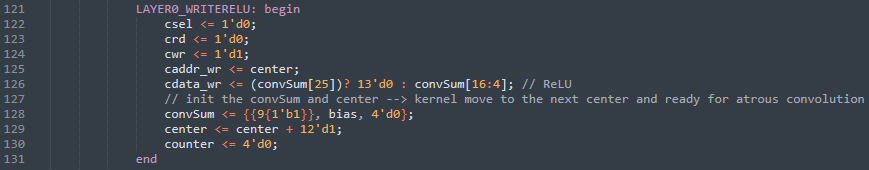 121 LAYER0_WRITERELU: begin
122 csel <= 1'd0;
123 crd <= 1'd0;
124 cwr <= 1'd1;
125 caddr_wr <= center;
126 cdata_wr <= (convSum[25])? 13'd0 : convSum[16:4]; // ReLU
127 // init the convSum and center --> kernel move to the next center and ready for atrous convolution
128 convSum <= {{9{1'b1}}, bias, 4'd0};
129 center <= center + 12'd1;
130 counter <= 4'd0;
131 end